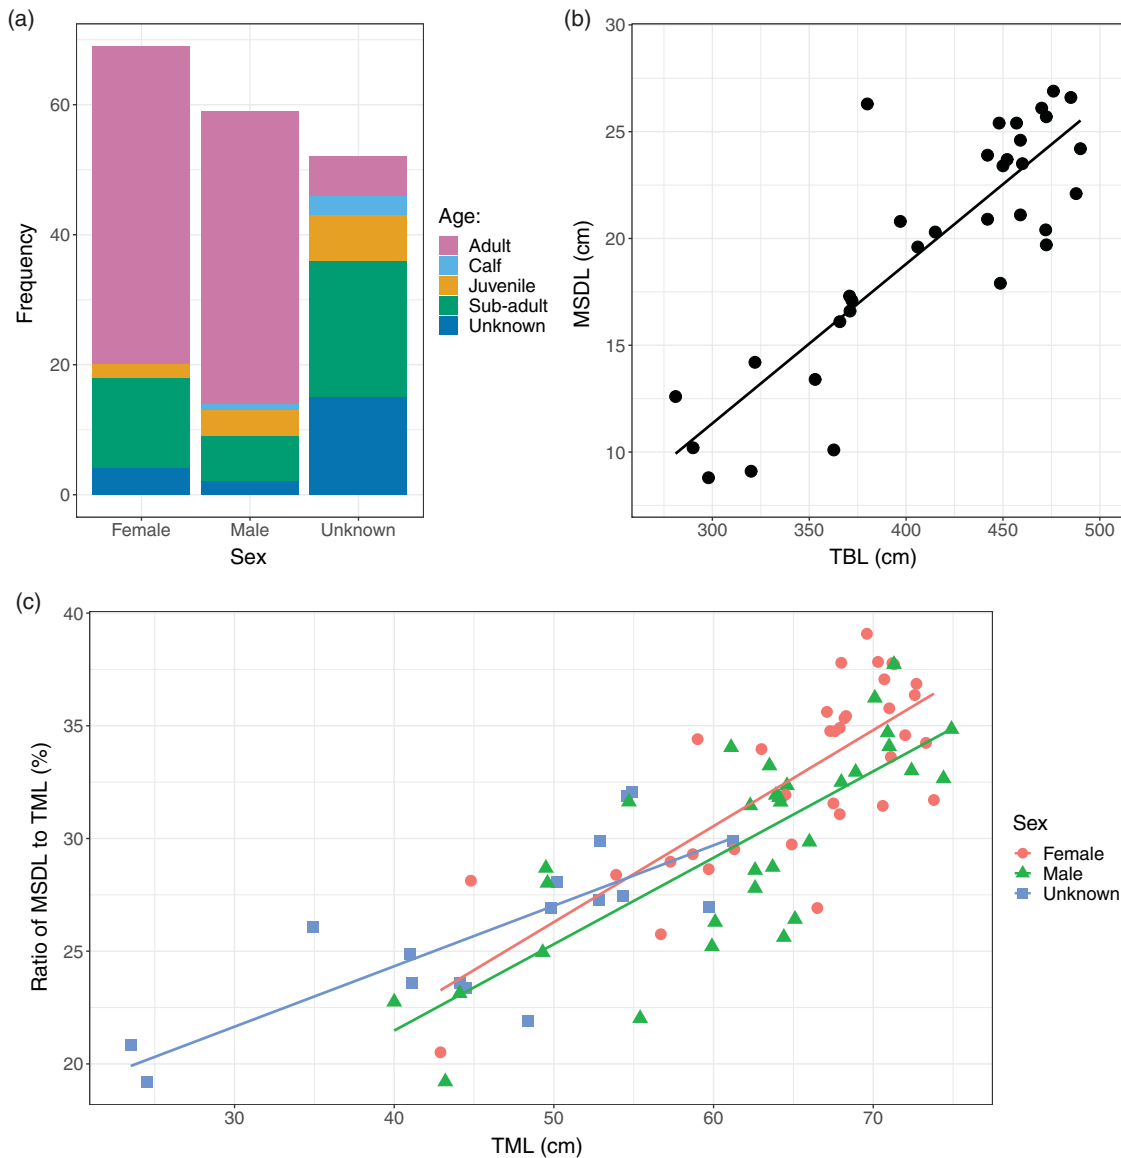 (a)
Frequency
60
40
20
0
Female Male Unknown
Sex
Age:
Adult
Calf
Juvenile
Sub-adult
Unknown
(b)
MSDL (cm)
30
25
20
15
10
300 350 400 450 500
TBL (cm)
(c)
Ratio of MSDL to TML (%)
40
35
30
25
20
30 40 50 60 70
TML (cm)
Sex
Female
Male
Unknown